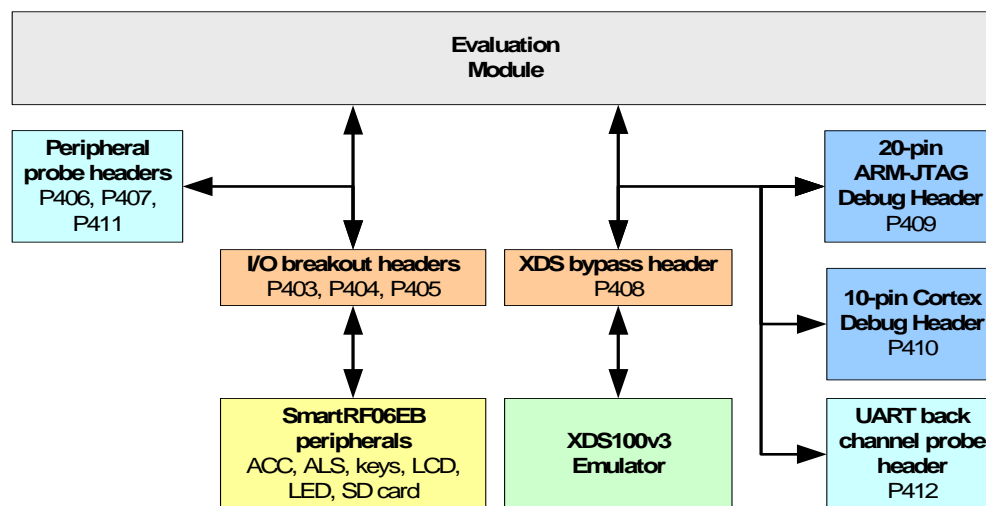 Evaluation
Module
Peripheral
probe headers
P406, P407,
P411
20-pin
ARM-JTAG
Debug Header
P409
I/O breakout headers
P403, P404, P405
XDS bypass header
P408
10-pin Cortex
Debug Header
P410
SmartRF06EB
peripherals
ACC, ALS, keys, LCD,
LED, SD card
XDS100v3
Emulator
UART back
channel probe
header
P412